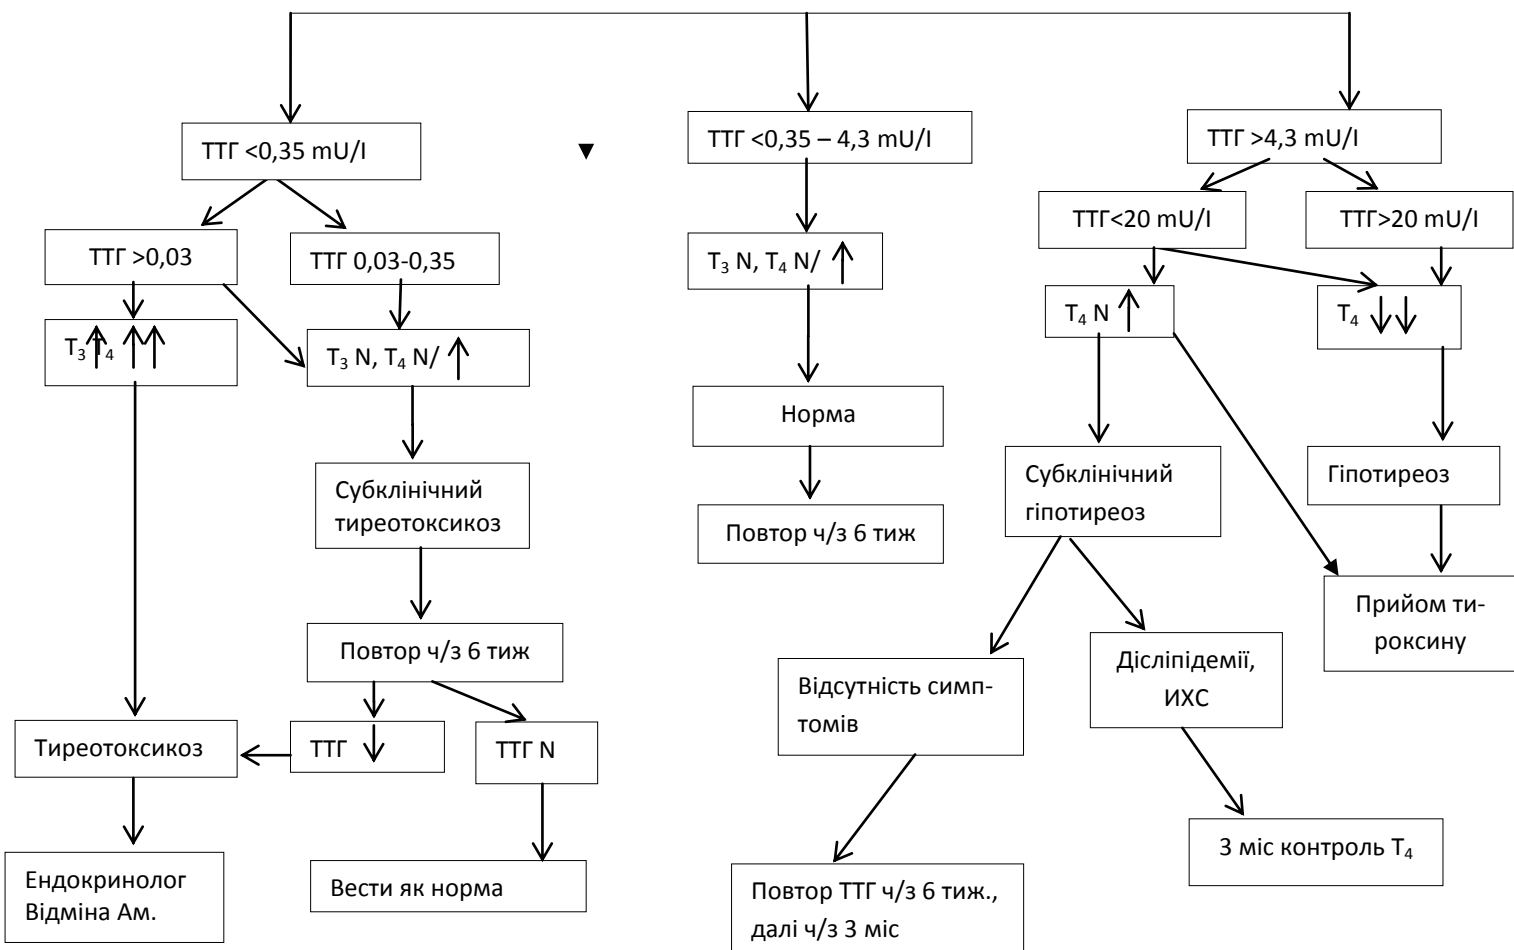 ТТГ <0,35 mU/I
ТТГ <0,35 – 4,3 mU/I
ТТГ >4,3 mU/I
ТТГ<20 mU/I
ТТГ>20 mU/I
ТТГ >0,03
ТТГ 0,03-0,35
Т₃ N, Т₄ N/ ↑
Т₄ N ↑
Т₄ ↓↓
Т₃ ↑ Т₄ ↑↑
Т₃ N, Т₄ N/ ↑
Норма
Субклінічний
гіпотиреоз
Гіпотиреоз
Субклінічний
тиреотоксикоз
Повтор ч/з 6 тиж
Прийом ти-
роксину
Повтор ч/з 6 тиж
Дісліпідемії,
ИХС
Відсутність симп-
томів
Тиреотоксикоз
ТТГ ↓
ТТГ N
3 міс контроль Т₄
Ендокринолог
Відміна Ам.
Вести як норма
Повтор ТТГ ч/з 6 тиж.,
далі ч/з 3 міс